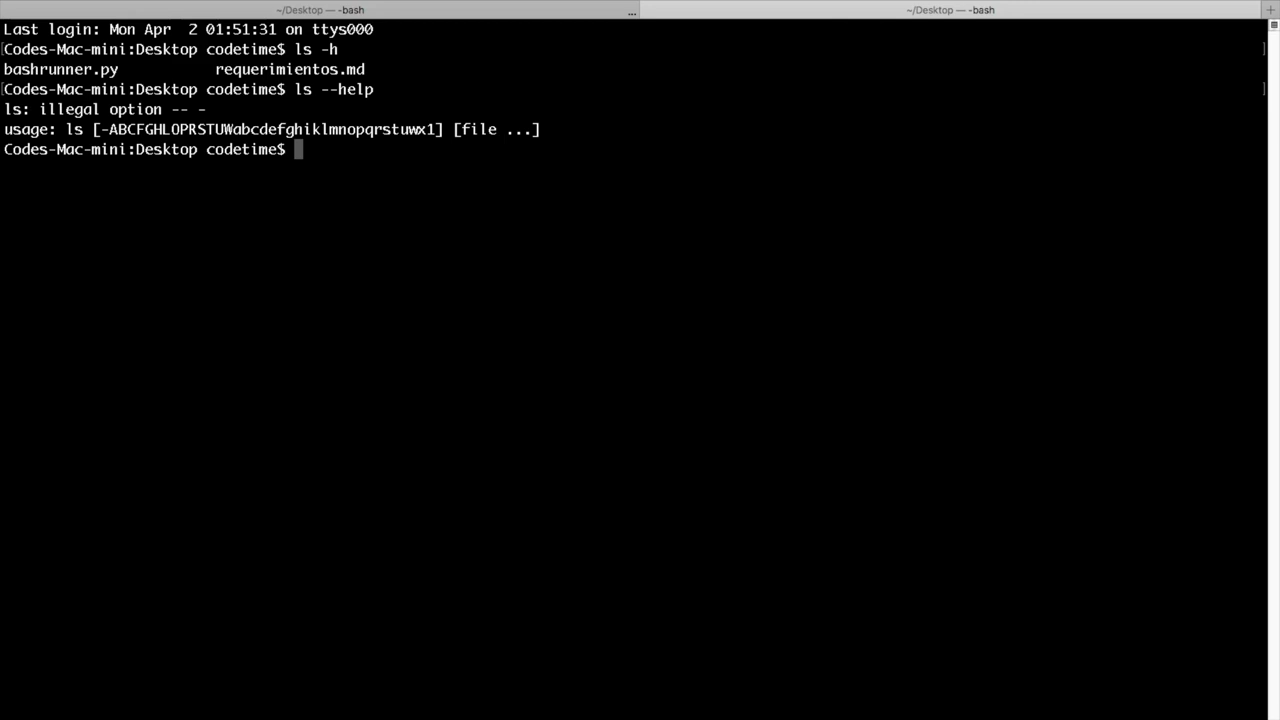 ~/Desktop — -bash ... ~/Desktop — -bash +
Last login: Mon Apr  2 01:51:31 on ttys000
[Codes-Mac-mini:Desktop codetime$ ls -h ]
bashrunner.py           requerimientos.md
[Codes-Mac-mini:Desktop codetime$ ls --help ]
ls: illegal option -- -
usage: ls [-ABCFGHLOPRSTUWabcdefghiklmnopqrstuwx1] [file ...]
Codes-Mac-mini:Desktop codetime$